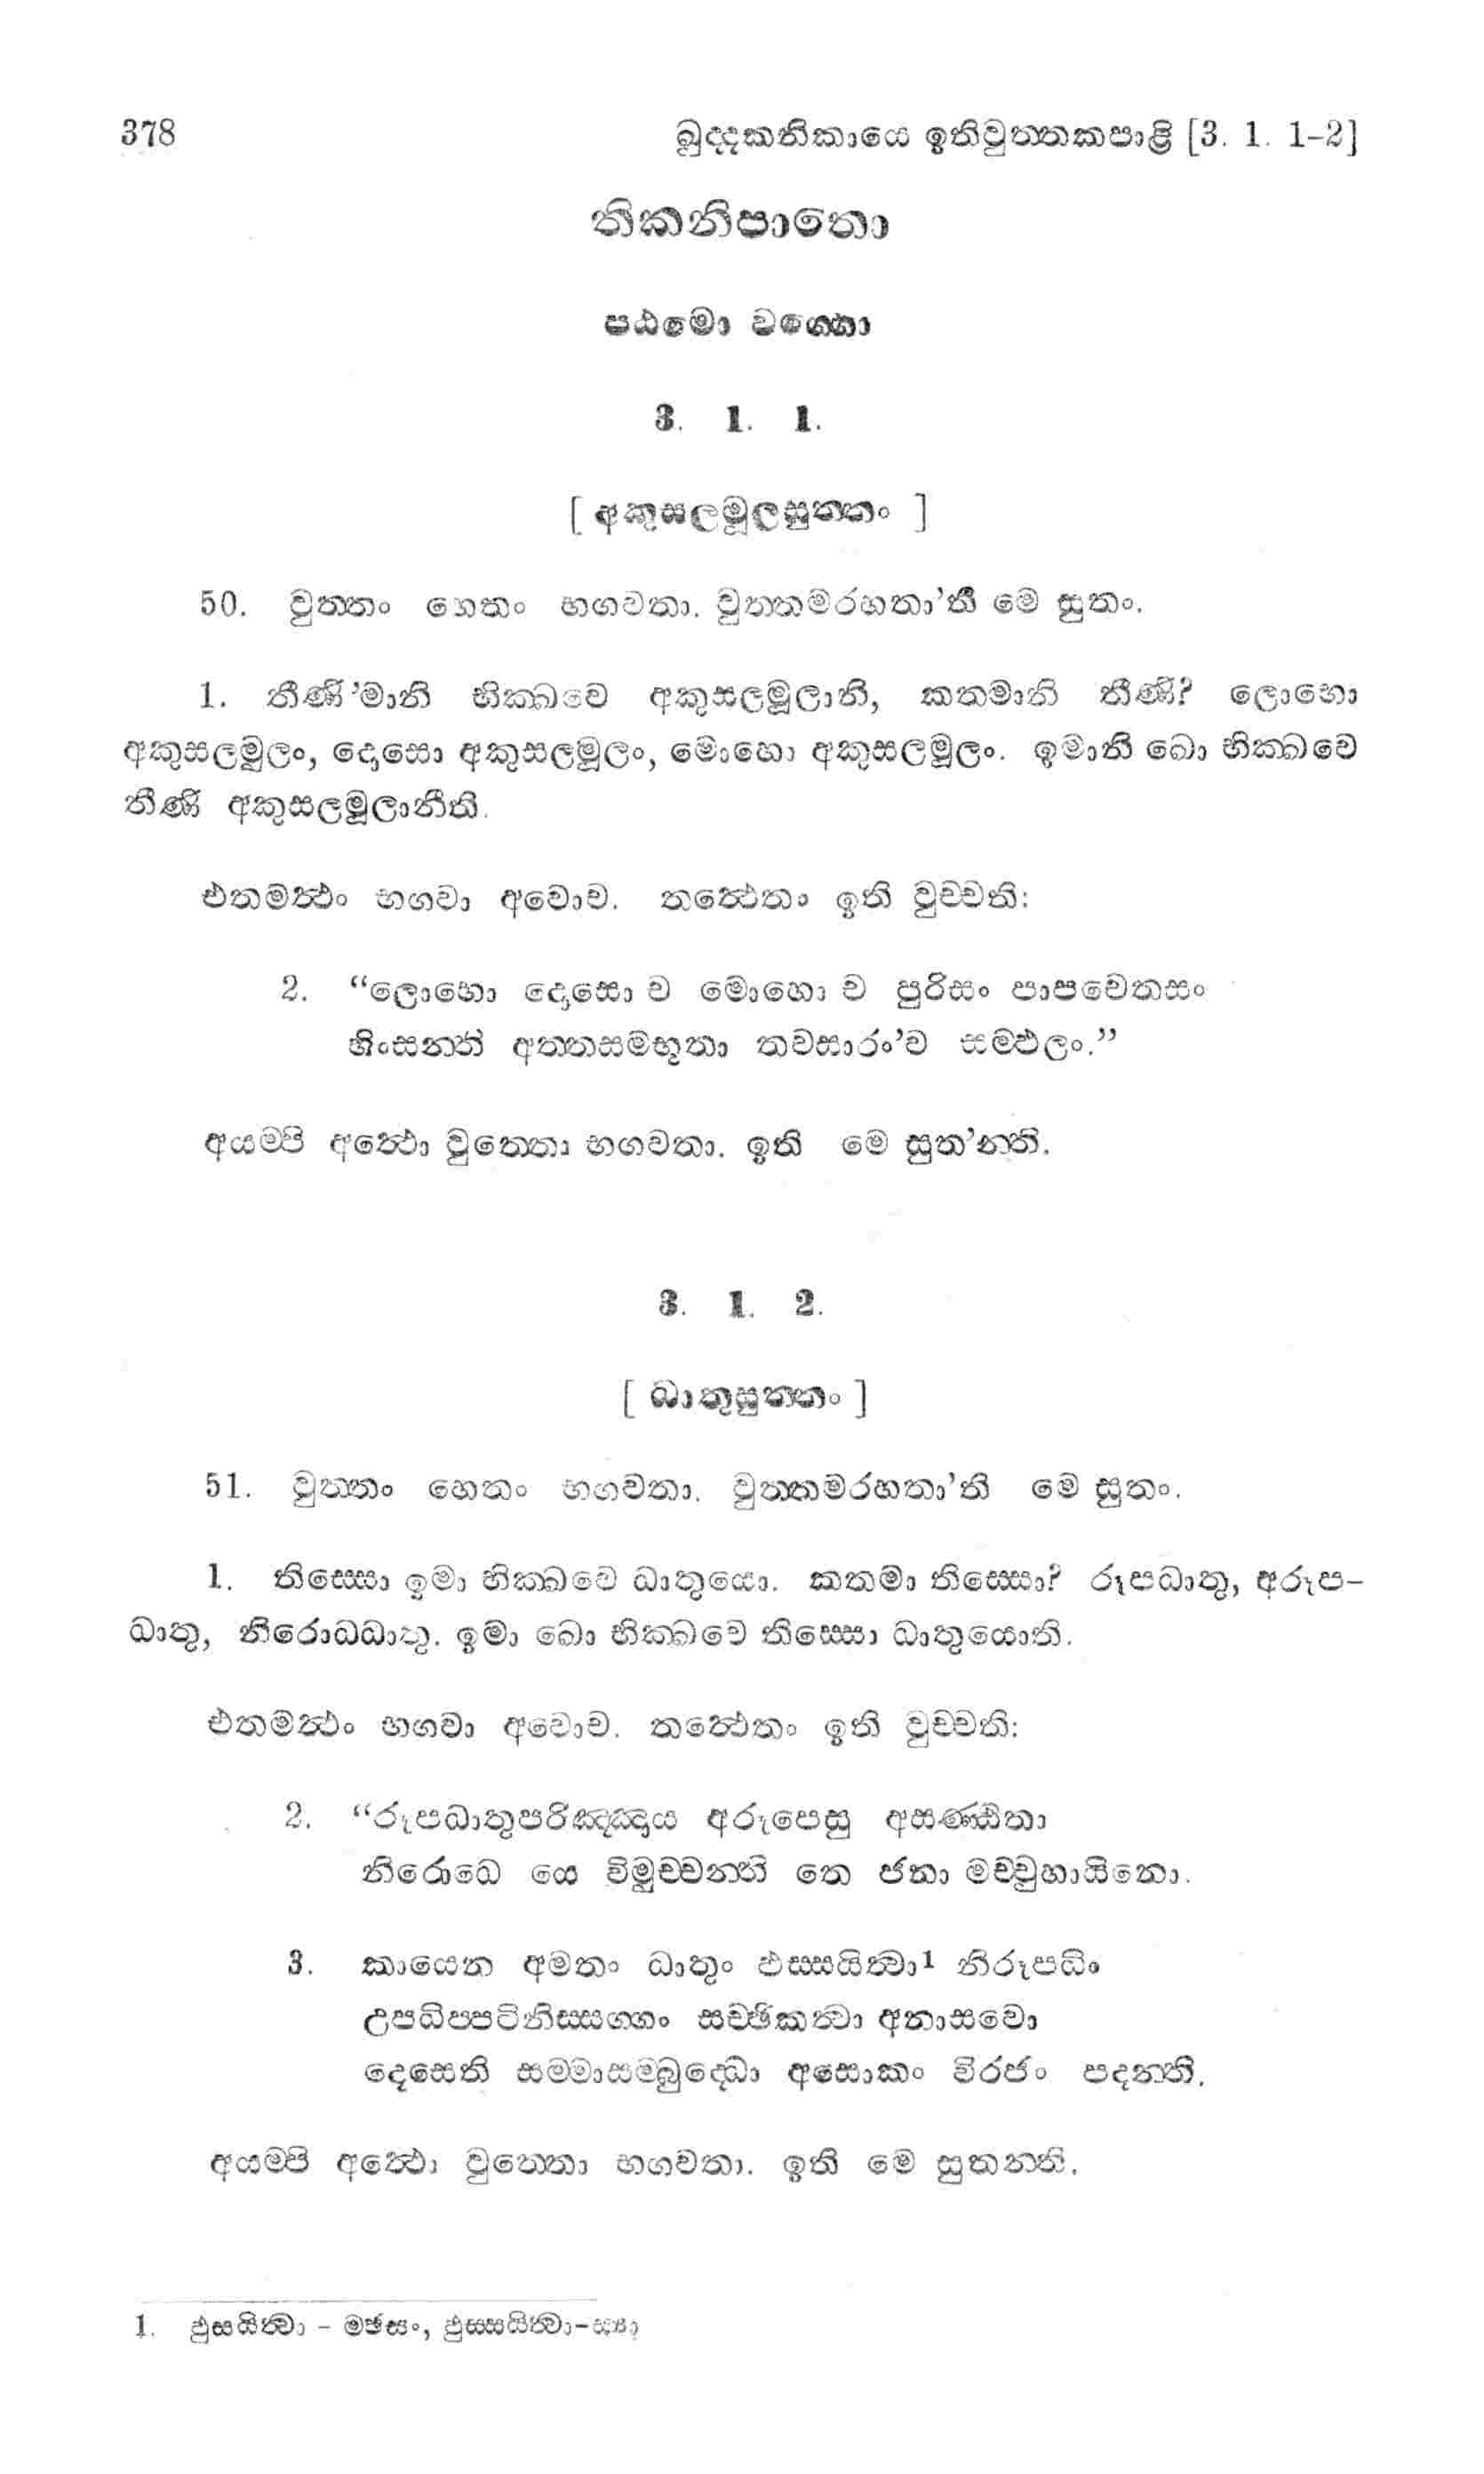 378 ඛුද්දකනිකායෙ ඉතිවුත්තකපාළි [3. 1. 1-2]
තිකනිපාතො
පඨමො වග්ගො
3. 1. 1.
[ අකුසලමූලසුත්තං ]
50. වුත්තං හෙතං භගවතා. වුත්තමරහතා’ති මෙ සුතං.
1. තීණි’මානි භික්ඛවෙ අකුසලමූලානි, කතමානි තීණි? ලොභො
අකුසලමූලං, දොසො අකුසලමූලං, මොහො අකුසලමූලං. ඉමානි ඛො භික්ඛවෙ
තීණි අකුසලමූලානීති.
එතමත්ථං භගවා අවොච. තත්ථෙතං ඉති වුච්චති:
2. “ලොභො දොසො ච මොහො ච පුරිසං පාපචෙතසං
හිංසන්ති අත්තසම්භූතා තචසාරං’ව සම්ඵලං.”
අයම්පි අත්ථො වුත්තො භගවතා. ඉති මෙ සුත’න්ති.
3. 1. 2.
[ ධාතුසුත්තං ]
51. වුත්තං හෙතං භගවතා. වුත්තමරහතා’ති මෙ සුතං.
1. තිස්සො ඉමා භික්ඛවෙ ධාතුයො. කතමා තිස්සො? රූපධාතු, අරූප-
ධාතු, නිරොධධාතු. ඉමා ඛො භික්ඛවෙ තිස්සො ධාතුයොති.
එතමත්ථං භගවා අවොච. තත්ථෙතං ඉති වුච්චති:
2. “රූපධාතුපරිඤ්ඤාය අරූපෙසු අසණ්ඨිතා
නිරොධෙ යෙ විමුච්චන්ති තෙ ජනා මච්චුහායිනො.
3. කායෙන අමතං ධාතුං ඵස්සයිත්වා1 නිරූපධිං
උපධිප්පටිනිස්සග්ගං සච්ඡිකත්වා අනාසවො
දෙසෙති සම්මාසම්බුද්ධො අසොකං විරජං පදන්ති.
අයම්පි අත්ථො වුත්තො භගවතා. ඉති මෙ සුතන්ති.
1. ඵුසයිත්වා - මජසං, ඵුස්සයිත්වා-ස්‍යා